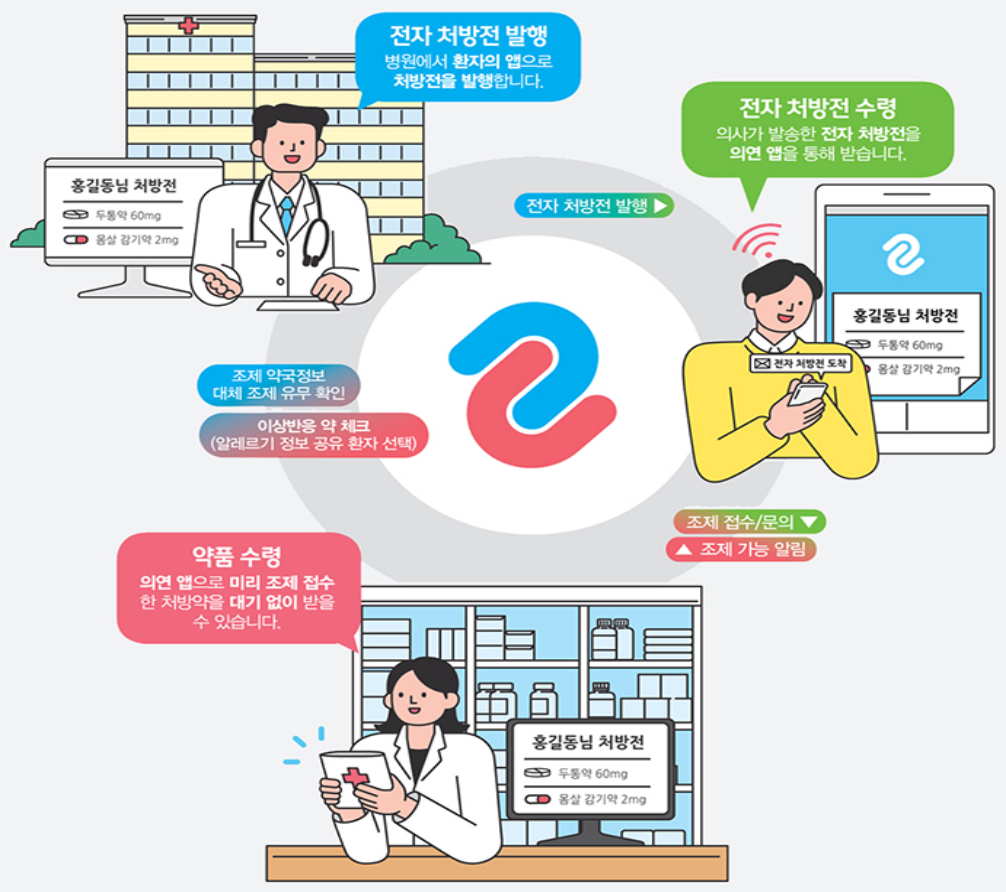 전자 처방전 발행
병원에서 환자의 앱으로
처방전을 발행합니다.
전자 처방전 수령
의사가 발송한 전자 처방전을
의연 앱을 통해 받습니다.
홍길동님 처방전
두통약 60mg
몸살 감기약 2mg
전자 처방전 발행 ▶
홍길동님 처방전
두통약 60mg
몸살 감기약 2mg
전자 처방전 도착
조제 약국정보
대체 조제 유무 확인
이상반응 약 체크
(알레르기 정보 공유 환자 선택)
조제 접수/문의 ▼
▲ 조제 가능 알림
약품 수령
의연 앱으로 미리 조제 접수
한 처방약을 대기 없이 받을
수 있습니다.
홍길동님 처방전
두통약 60mg
몸살 감기약 2mg